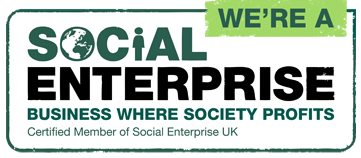 WE'RE A
SOCiAL
ENTERPRISE
BUSINESS WHERE SOCIETY PROFITS
Certified Member of Social Enterprise UK